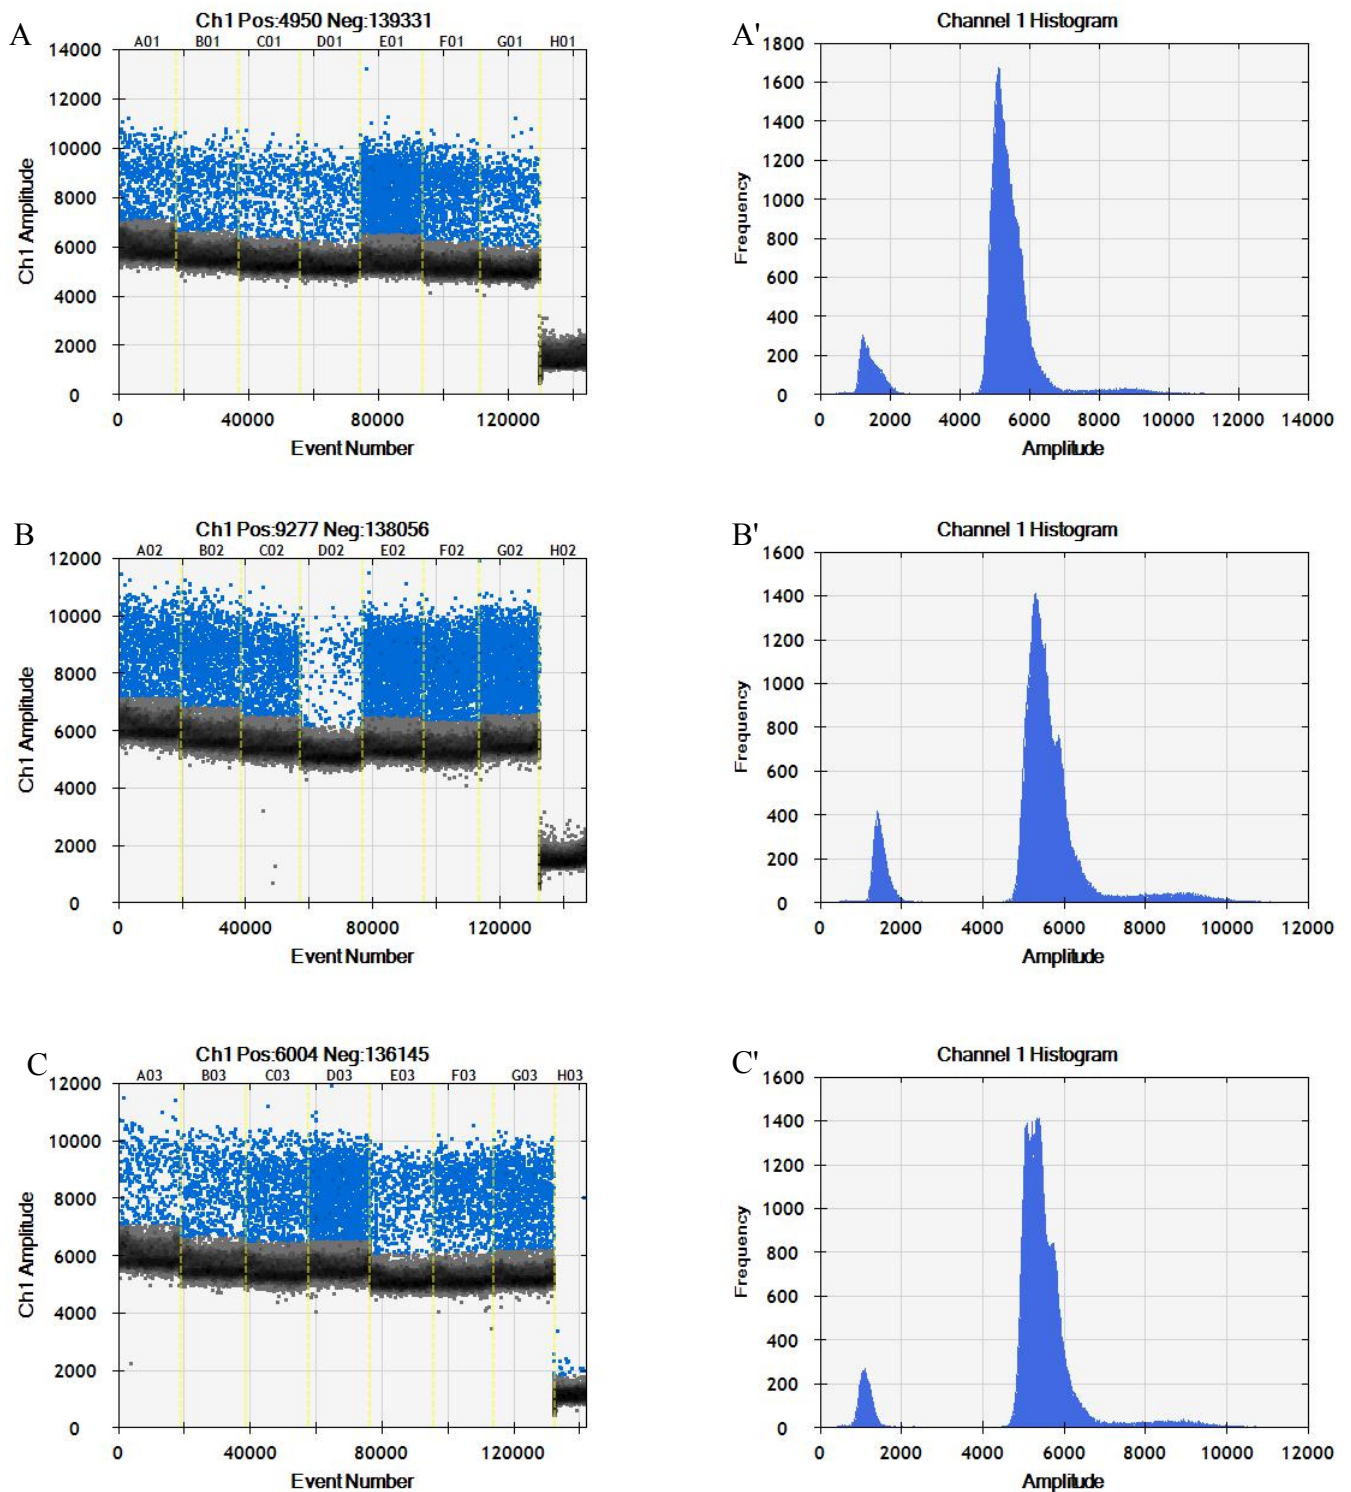 A
Ch1 Pos:4950 Neg:139331
A01 B01 C01 D01 E01 F01 G01 H01
14000
12000
10000
8000
6000
4000
2000
0
Ch1 Amplitude
0 40000 80000 120000
Event Number
A'
Channel 1 Histogram
1800
1600
1400
1200
1000
800
600
400
200
0
Frequency
0 2000 4000 6000 8000 10000 12000 14000
Amplitude
B
Ch1 Pos:9277 Neg:138056
A02 B02 C02 D02 E02 F02 G02 H02
12000
10000
8000
6000
4000
2000
0
Ch1 Amplitude
0 40000 80000 120000
Event Number
B'
Channel 1 Histogram
1600
1400
1200
1000
800
600
400
200
0
Frequency
0 2000 4000 6000 8000 10000 12000
Amplitude
C
Ch1 Pos:6004 Neg:136145
A03 B03 C03 D03 E03 F03 G03 H03
12000
10000
8000
6000
4000
2000
0
Ch1 Amplitude
0 40000 80000 120000
Event Number
C'
Channel 1 Histogram
1600
1400
1200
1000
800
600
400
200
0
Frequency
0 2000 4000 6000 8000 10000 12000
Amplitude